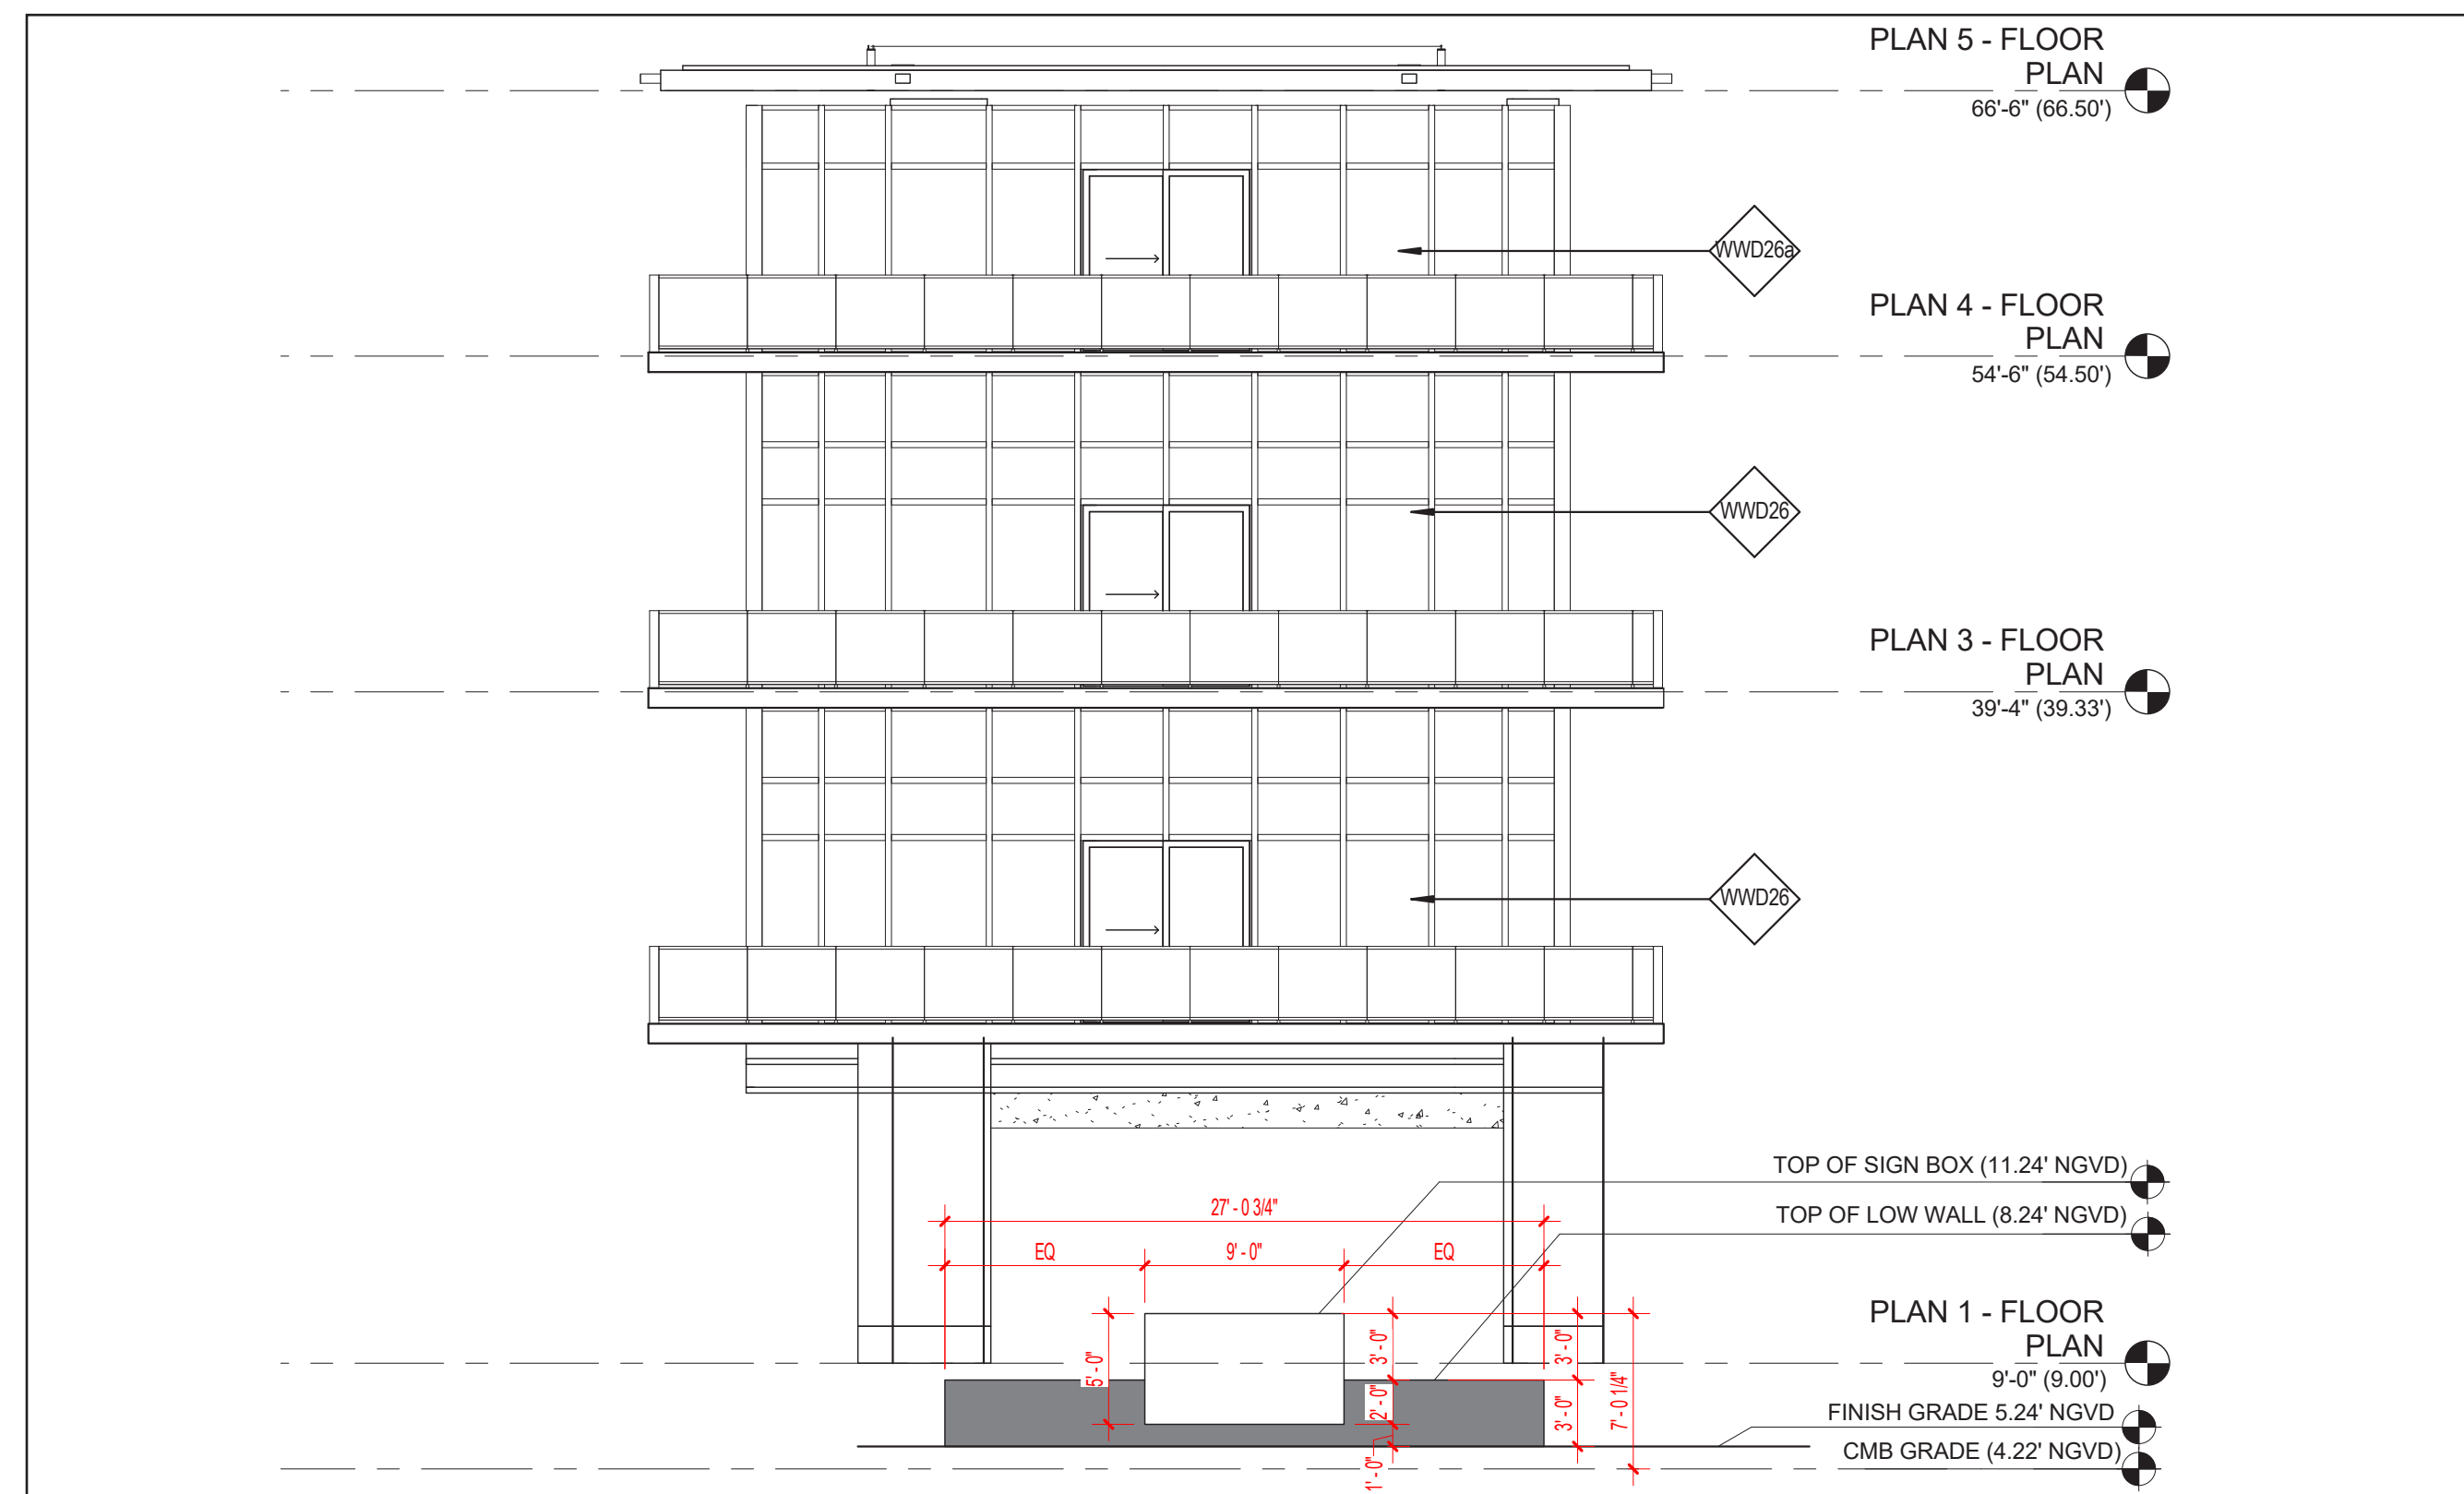 PLAN 5 - FLOOR
PLAN
66'-6" (66.50')
WWD26a
PLAN 4 - FLOOR
PLAN
54'-6" (54.50')
WWD26
PLAN 3 - FLOOR
PLAN
39'-4" (39.33')
WWD26
TOP OF SIGN BOX (11.24' NGVD)
TOP OF LOW WALL (8.24' NGVD)
27' - 0 3/4"
EQ
9' - 0"
EQ
PLAN 1 - FLOOR
PLAN
9'-0" (9.00')
5' - 0"
3' - 0"
3' - 0"
2' - 0"
3' - 0"
7' - 0 1/4"
1' - 0"
FINISH GRADE 5.24' NGVD
CMB GRADE (4.22' NGVD)